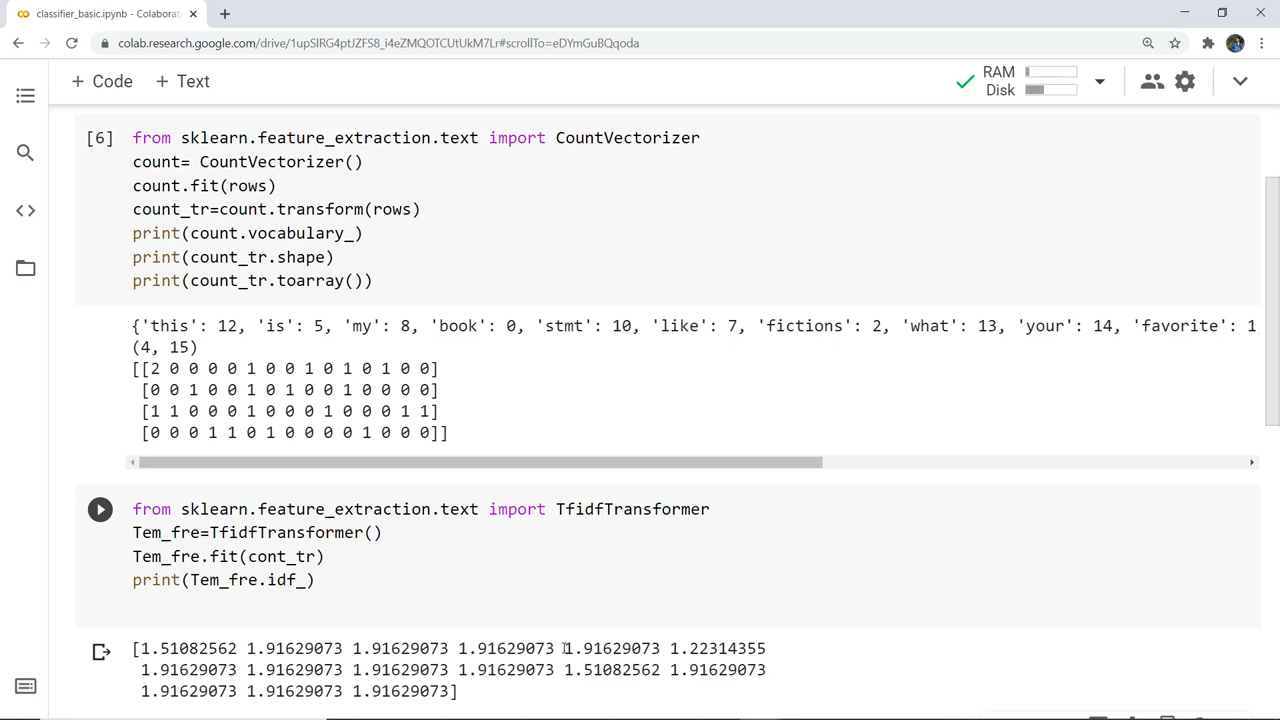 classifier_basic.ipynb - Colaborat
colab.research.google.com/drive/1upSlRG4ptJZFS8_i4eZMQOTCUtUkM7Lr#scrollTo=eDYmGuBQqoda
+ Code + Text
RAM
Disk
[6] from sklearn.feature_extraction.text import CountVectorizer
count= CountVectorizer()
count.fit(rows)
count_tr=count.transform(rows)
print(count.vocabulary_)
print(count_tr.shape)
print(count_tr.toarray())
{'this': 12, 'is': 5, 'my': 8, 'book': 0, 'stmt': 10, 'like': 7, 'fictions': 2, 'what': 13, 'your': 14, 'favorite': 1
(4, 15)
[[2 0 0 0 0 1 0 0 1 0 1 0 1 0 0]
[0 0 1 0 0 1 0 1 0 0 1 0 0 0 0]
[1 1 0 0 0 1 0 0 0 1 0 0 0 1 1]
[0 0 0 1 1 0 1 0 0 0 0 1 0 0 0]]
from sklearn.feature_extraction.text import TfidfTransformer
Tem_fre=TfidfTransformer()
Tem_fre.fit(cont_tr)
print(Tem_fre.idf_)
[1.51082562 1.91629073 1.91629073 1.91629073 1.91629073 1.22314355
1.91629073 1.91629073 1.91629073 1.91629073 1.51082562 1.91629073
1.91629073 1.91629073 1.91629073]